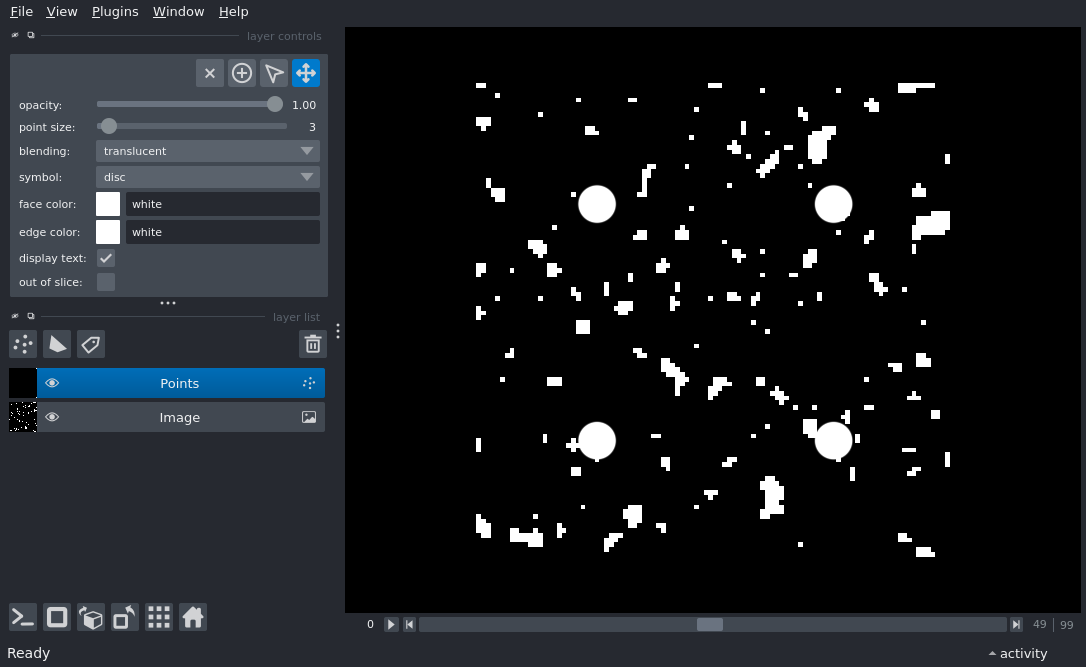 File View Plugins Window Help
layer controls
opacity: 1.00
point size: 3
blending: translucent
symbol: disc
face color: white
edge color: white
display text:
out of slice:
layer list
Points
Image
0 49 99
Ready activity